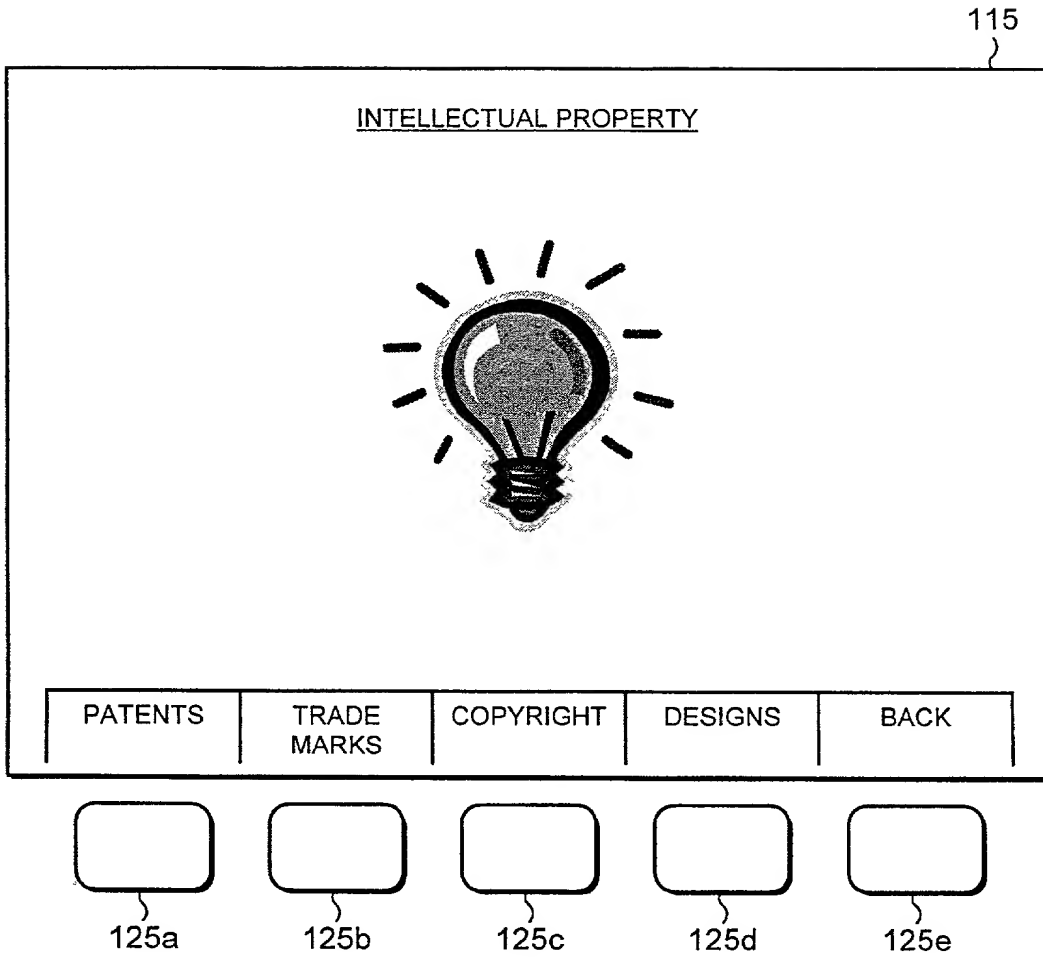 115
INTELLECTUAL PROPERTY
PATENTS
TRADE
MARKS
COPYRIGHT
DESIGNS
BACK
125a
125b
125c
125d
125e